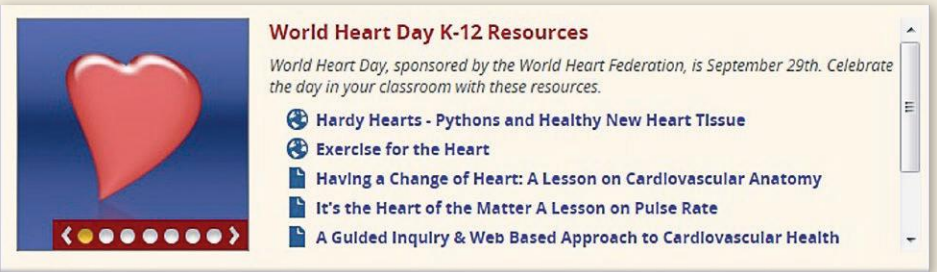 World Heart Day K-12 Resources
World Heart Day, sponsored by the World Heart Federation, is September 29th. Celebrate
the day in your classroom with these resources.
Hardy Hearts - Pythons and Healthy New Heart Tissue
Exercise for the Heart
Having a Change of Heart: A Lesson on Cardiovascular Anatomy
It's the Heart of the Matter A Lesson on Pulse Rate
A Guided Inquiry & Web Based Approach to Cardiovascular Health